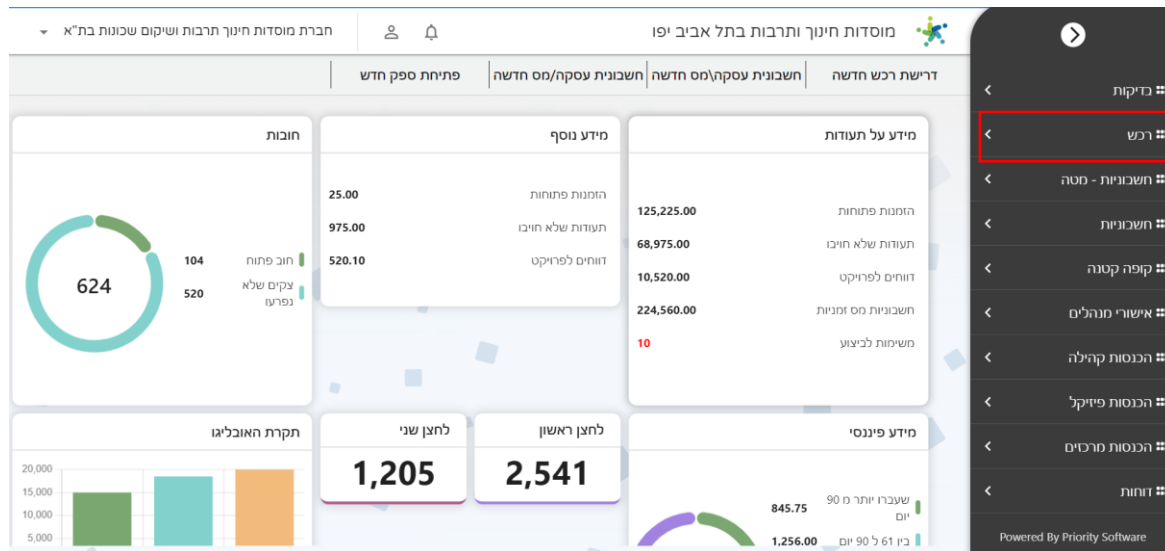 מוסדות חינוך ותרבות בתל אביב יפו
חברת מוסדות חינוך תרבות ושיקום שכונות בת"א
דרישת רכש חדשה
חשבונית עסקה\מס חדשה
חשבונית עסקה/מס חדשה
פתיחת ספק חדש
בדיקות
רכש
חשבוניות - מטה
חשבוניות
קופה קטנה
אישורי מנהלים
הכנסות קהילה
הכנסות פיזיקל
הכנסות מרכזים
דוחות
Powered By Priority Software
מידע על תעודות
הזמנות פתוחות 125,225.00
תעודות שלא חויבו 68,975.00
דווחים לפרויקט 10,520.00
חשבוניות מס זמניות 224,560.00
משימות לביצוע 10
מידע נוסף
הזמנות פתוחות 25.00
תעודות שלא חויבו 975.00
דווחים לפרויקט 520.10
חובות
624
חוב פתוח 104
צקים שלא 520
נפרעו
מידע פיננסי
שעברו יותר מ 90 845.75
יום
בין 61 ל 90 יום 1,256.00
לחצן ראשון
2,541
לחצן שני
1,205
תקרת האובליגו
20,000
15,000
10,000
5,000